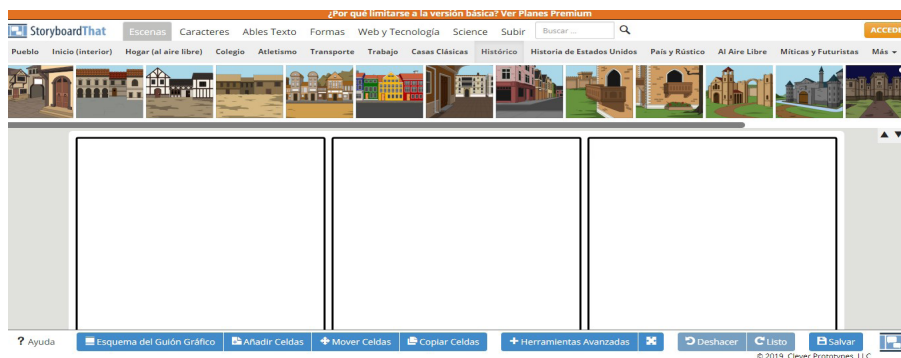 ¿Por qué limitarse a la versión básica? Ver Planes Premium
StoryboardThat Escenas Caracteres Ables Texto Formas Web y Tecnología Science Subir Buscar ... ACCEDE
Pueblo Inicio (interior) Hogar (al aire libre) Colegio Atletismo Transporte Trabajo Casas Clásicas Histórico Historia de Estados Unidos País y Rústico Al Aire Libre Míticas y Futuristas Más
? Ayuda Esquema del Guión Gráfico Añadir Celdas Mover Celdas Copiar Celdas Herramientas Avanzadas Deshacer Listo Salvar
© 2019 Clever Prototypes, LLC